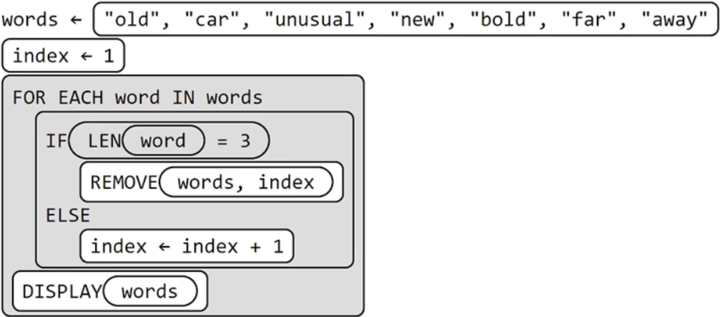 words ← "old", "car", "unusual", "new", "bold", "far", "away"
index ← 1
FOR EACH word IN words
IF LEN word = 3
REMOVE words, index
ELSE
index ← index + 1
DISPLAY words